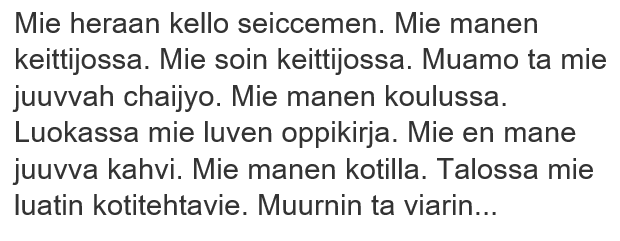 Mie heraan kello seiccemen. Mie manen
keittijossa. Mie soin keittijossa. Muamo ta mie
juuvvah chaijyo. Mie manen koulussa.
Luokassa mie luven oppikirja. Mie en mane
juuvva kahvi. Mie manen kotilla. Talossa mie
luatin kotitehtavie. Muurnin ta viarin...